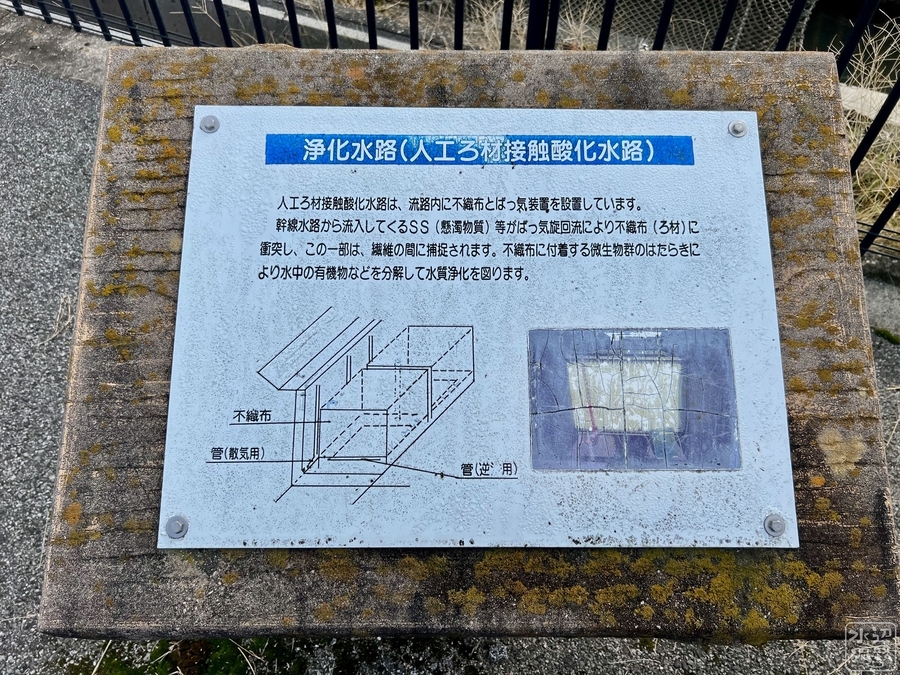 浄化水路(人工ろ材接触酸化水路)
人工ろ材接触酸化水路は、流路内に不織布とばっ気装置を設置しています。
幹線水路から流入してくるSS(懸濁物質)等がばっ気旋回流により不織布(ろ材)に
衝突し、この一部は、繊維の間に捕捉されます。不織布に付着する微生物群のはたらきに
より水中の有機物などを分解して水質浄化を図ります。
不織布
管(散気用)
管(逆 用)